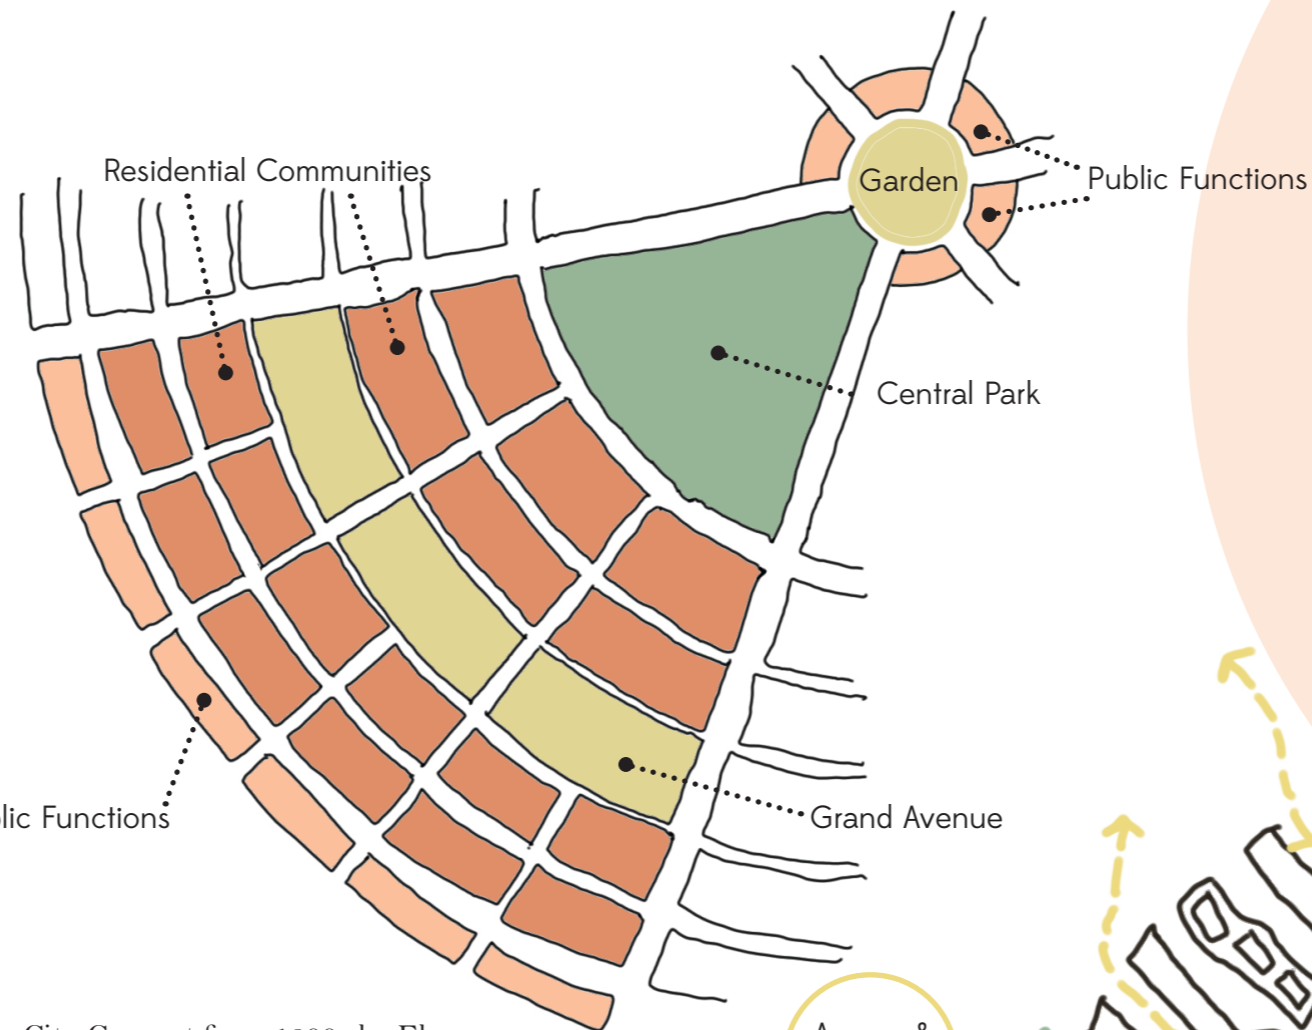 Garden
Residential Communities
Public Functions
Central Park
lic Functions
Grand Avenue